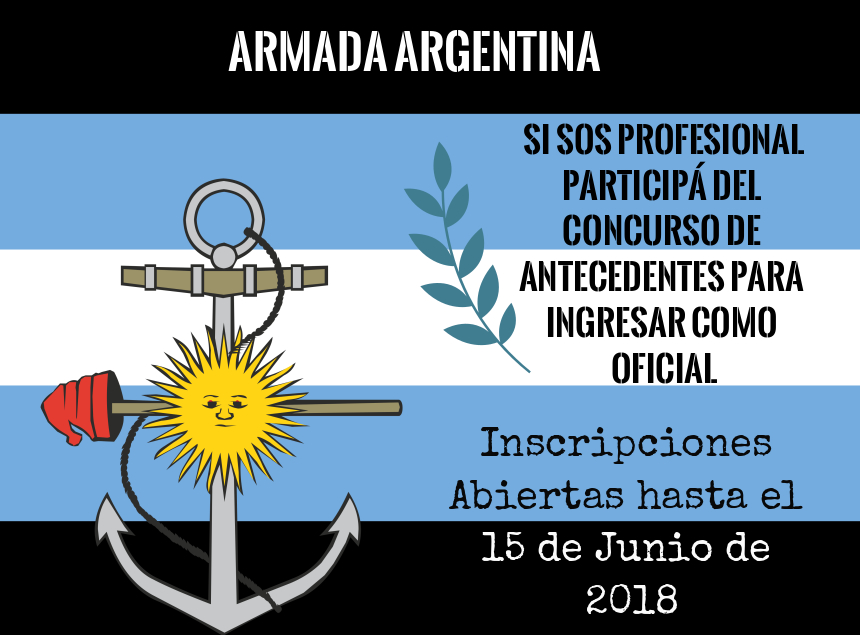 ARMADA ARGENTINA
SI SOS PROFESIONAL
PARTICIPÁ DEL
CONCURSO DE
ANTECEDENTES PARA
INGRESAR COMO
OFICIAL
Inscripciones
Abiertas hasta el
15 de Junio de
2018